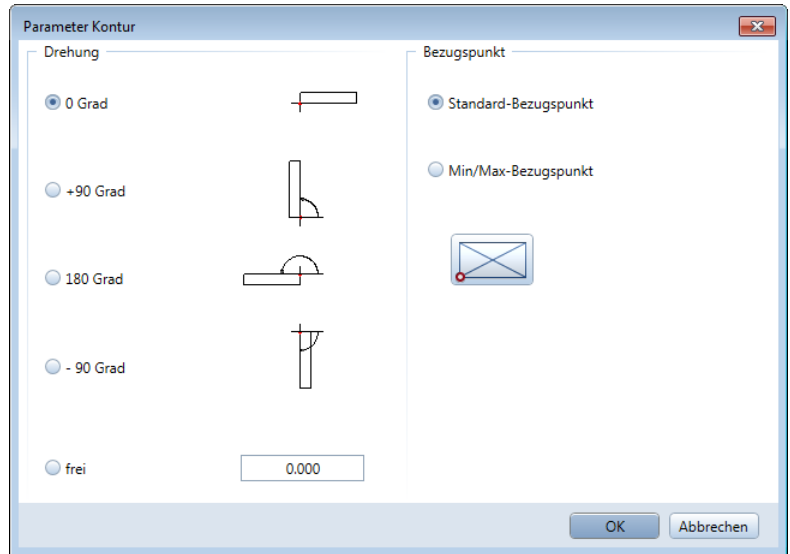 Parameter Kontur
Drehung
0 Grad
+90 Grad
180 Grad
- 90 Grad
frei
0.000
Bezugspunkt
Standard-Bezugspunkt
Min/Max-Bezugspunkt
OK
Abbrechen